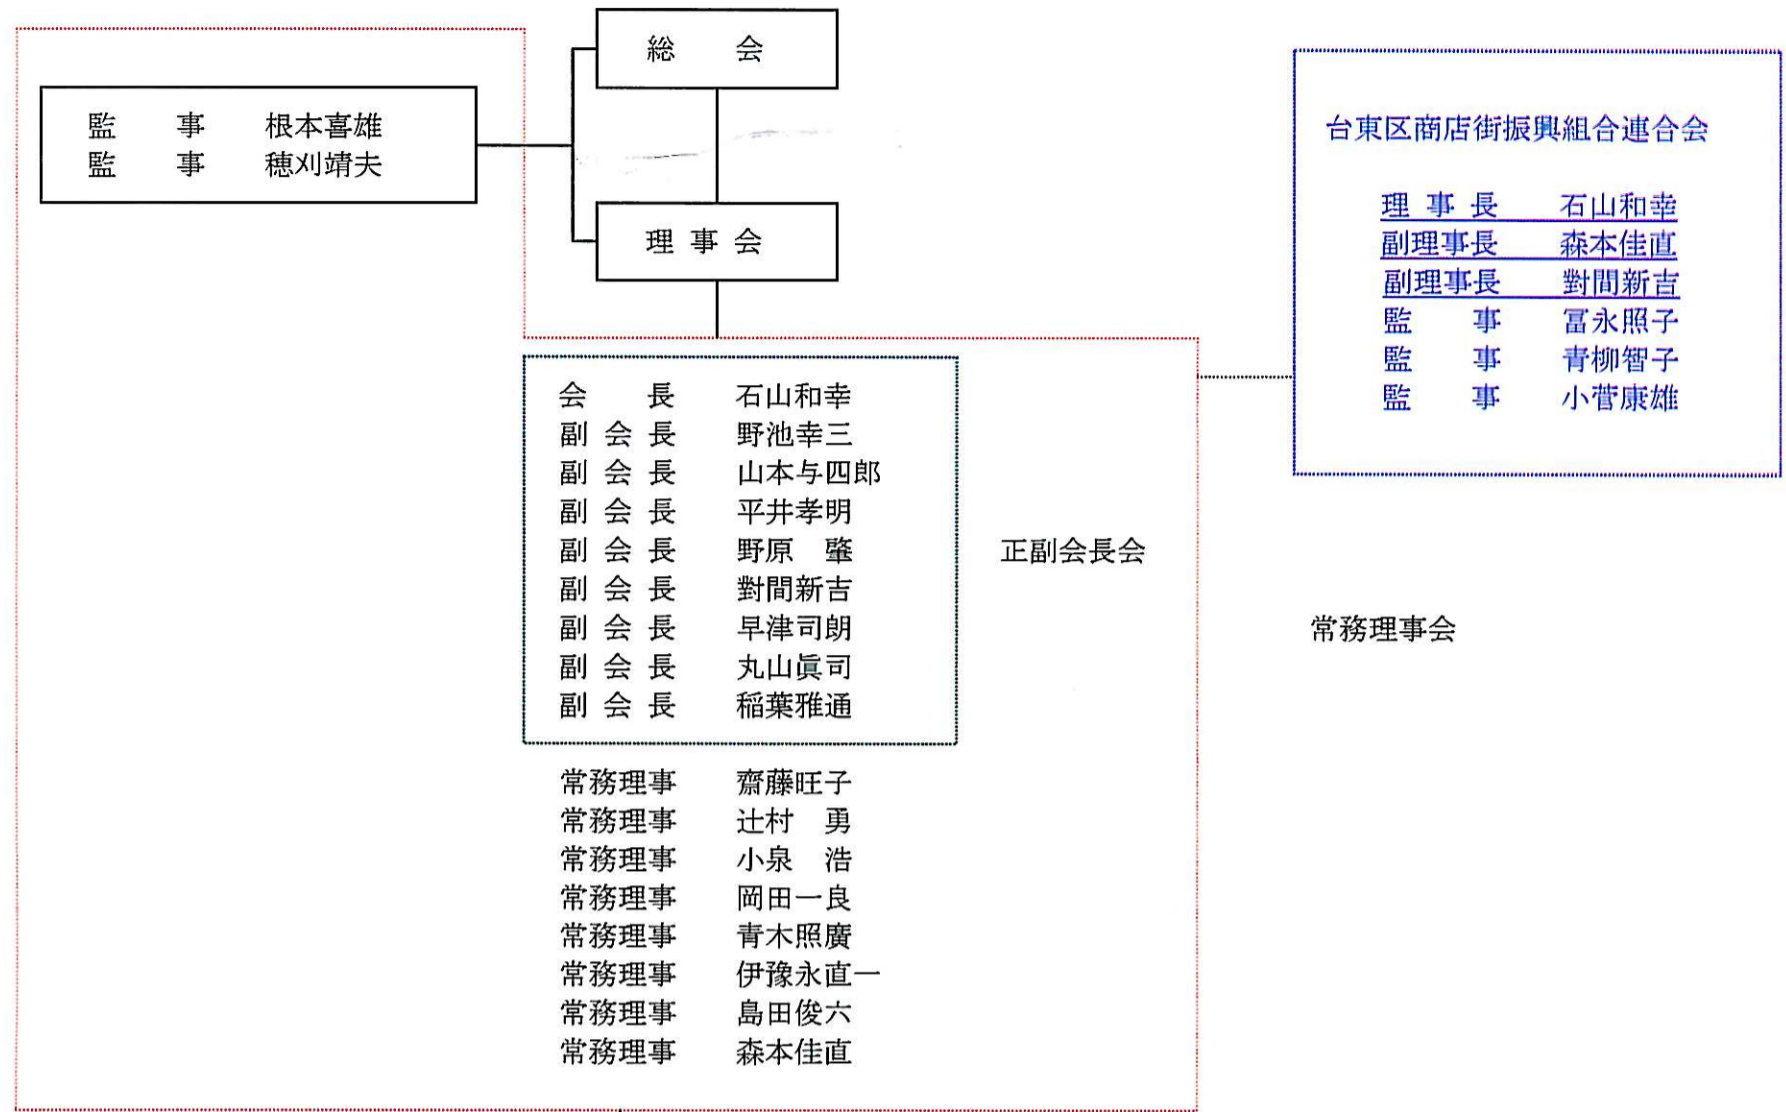 総 会
監 事 根本喜雄
監 事 穂刈靖夫
理 事 会
台東区商店街振興組合連合会
理 事 長 石山和幸
副理事長 森本佳直
副理事長 對間新吉
監 事 冨永照子
監 事 青柳智子
監 事 小菅康雄
会 長 石山和幸
副 会 長 野池幸三
副 会 長 山本与四郎
副 会 長 平井孝明
副 会 長 野原 肇
副 会 長 對間新吉
副 会 長 早津司朗
副 会 長 丸山眞司
副 会 長 稲葉雅通
正副会長会
常務理事会
常務理事 齋藤旺子
常務理事 辻村 勇
常務理事 小泉 浩
常務理事 岡田一良
常務理事 青木照廣
常務理事 伊豫永直一
常務理事 島田俊六
常務理事 森本佳直